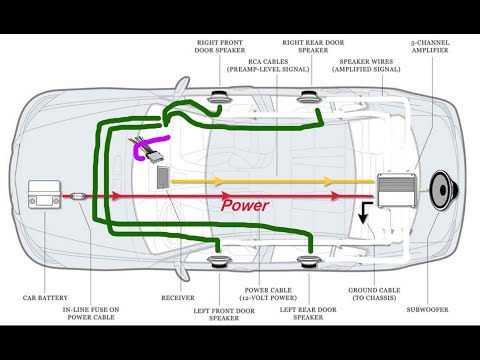 RIGHT FRONT
DOOR SPEAKER
RIGHT REAR DOOR
SPEAKER
5-CHANNEL
AMPLIFIER
RCA CABLES
(PREAMP-LEVEL SIGNAL)
SPEAKER WIRES
(AMPLIFIED SIGNAL)
Power
CAR BATTERY
IN-LINE FUSE ON
POWER CABLE
RECEIVER
LEFT FRONT DOOR
SPEAKER
POWER CABLE
(12-VOLT POWER)
LEFT REAR DOOR
SPEAKER
GROUND CABLE
(TO CHASSIS)
SUBWOOFER